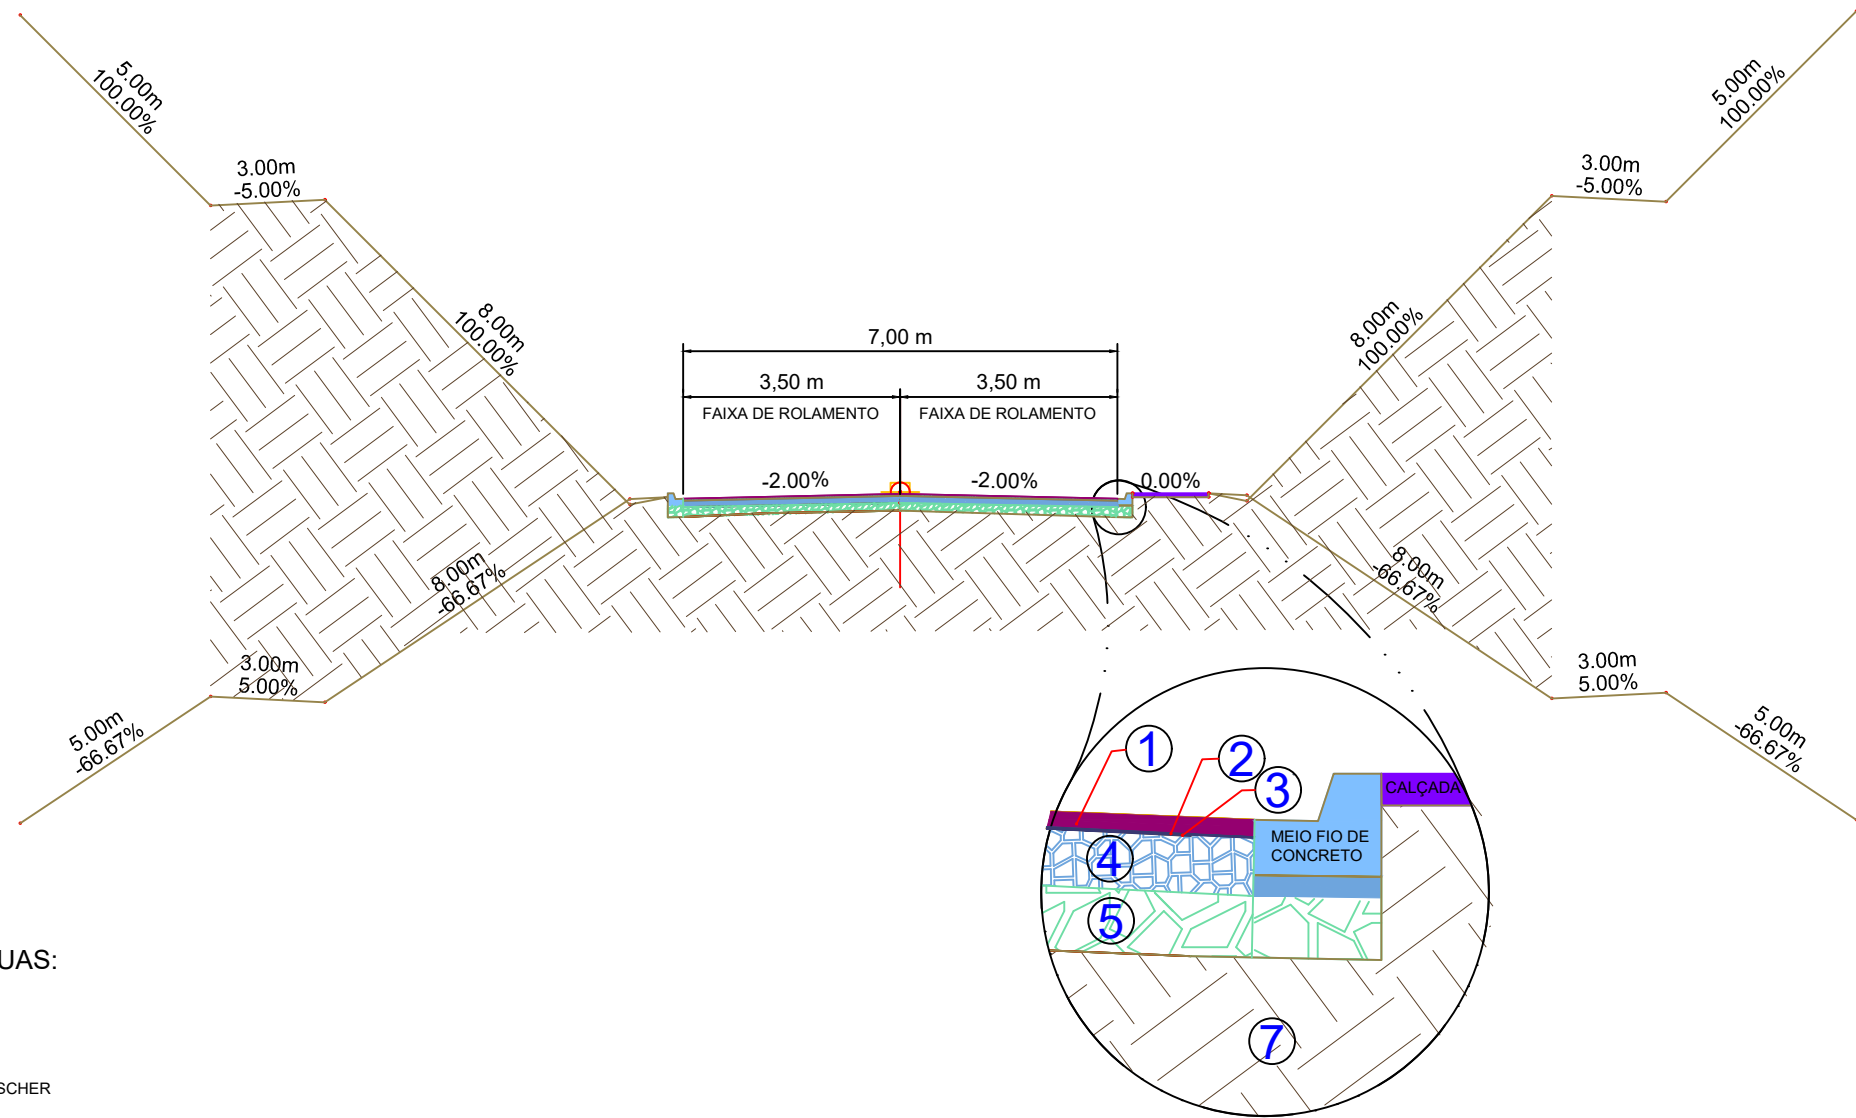 5.00m
100.00%
5.00m
100.00%
3.00m
-5.00%
3.00m
-5.00%
8.00m
100.00%
8.00m
100.00%
7,00 m
3,50 m
3,50 m
FAIXA DE ROLAMENTO
FAIXA DE ROLAMENTO
-2.00%
-2.00%
0.00%
8.00m
-66.67%
8.00m
-66.67%
3.00m
5.00%
3.00m
5.00%
5.00m
-66.67%
5.00m
-66.67%
1
2
3
CALÇADA
MEIO FIO DE
CONCRETO
4
5
7
UAS:
SCHER